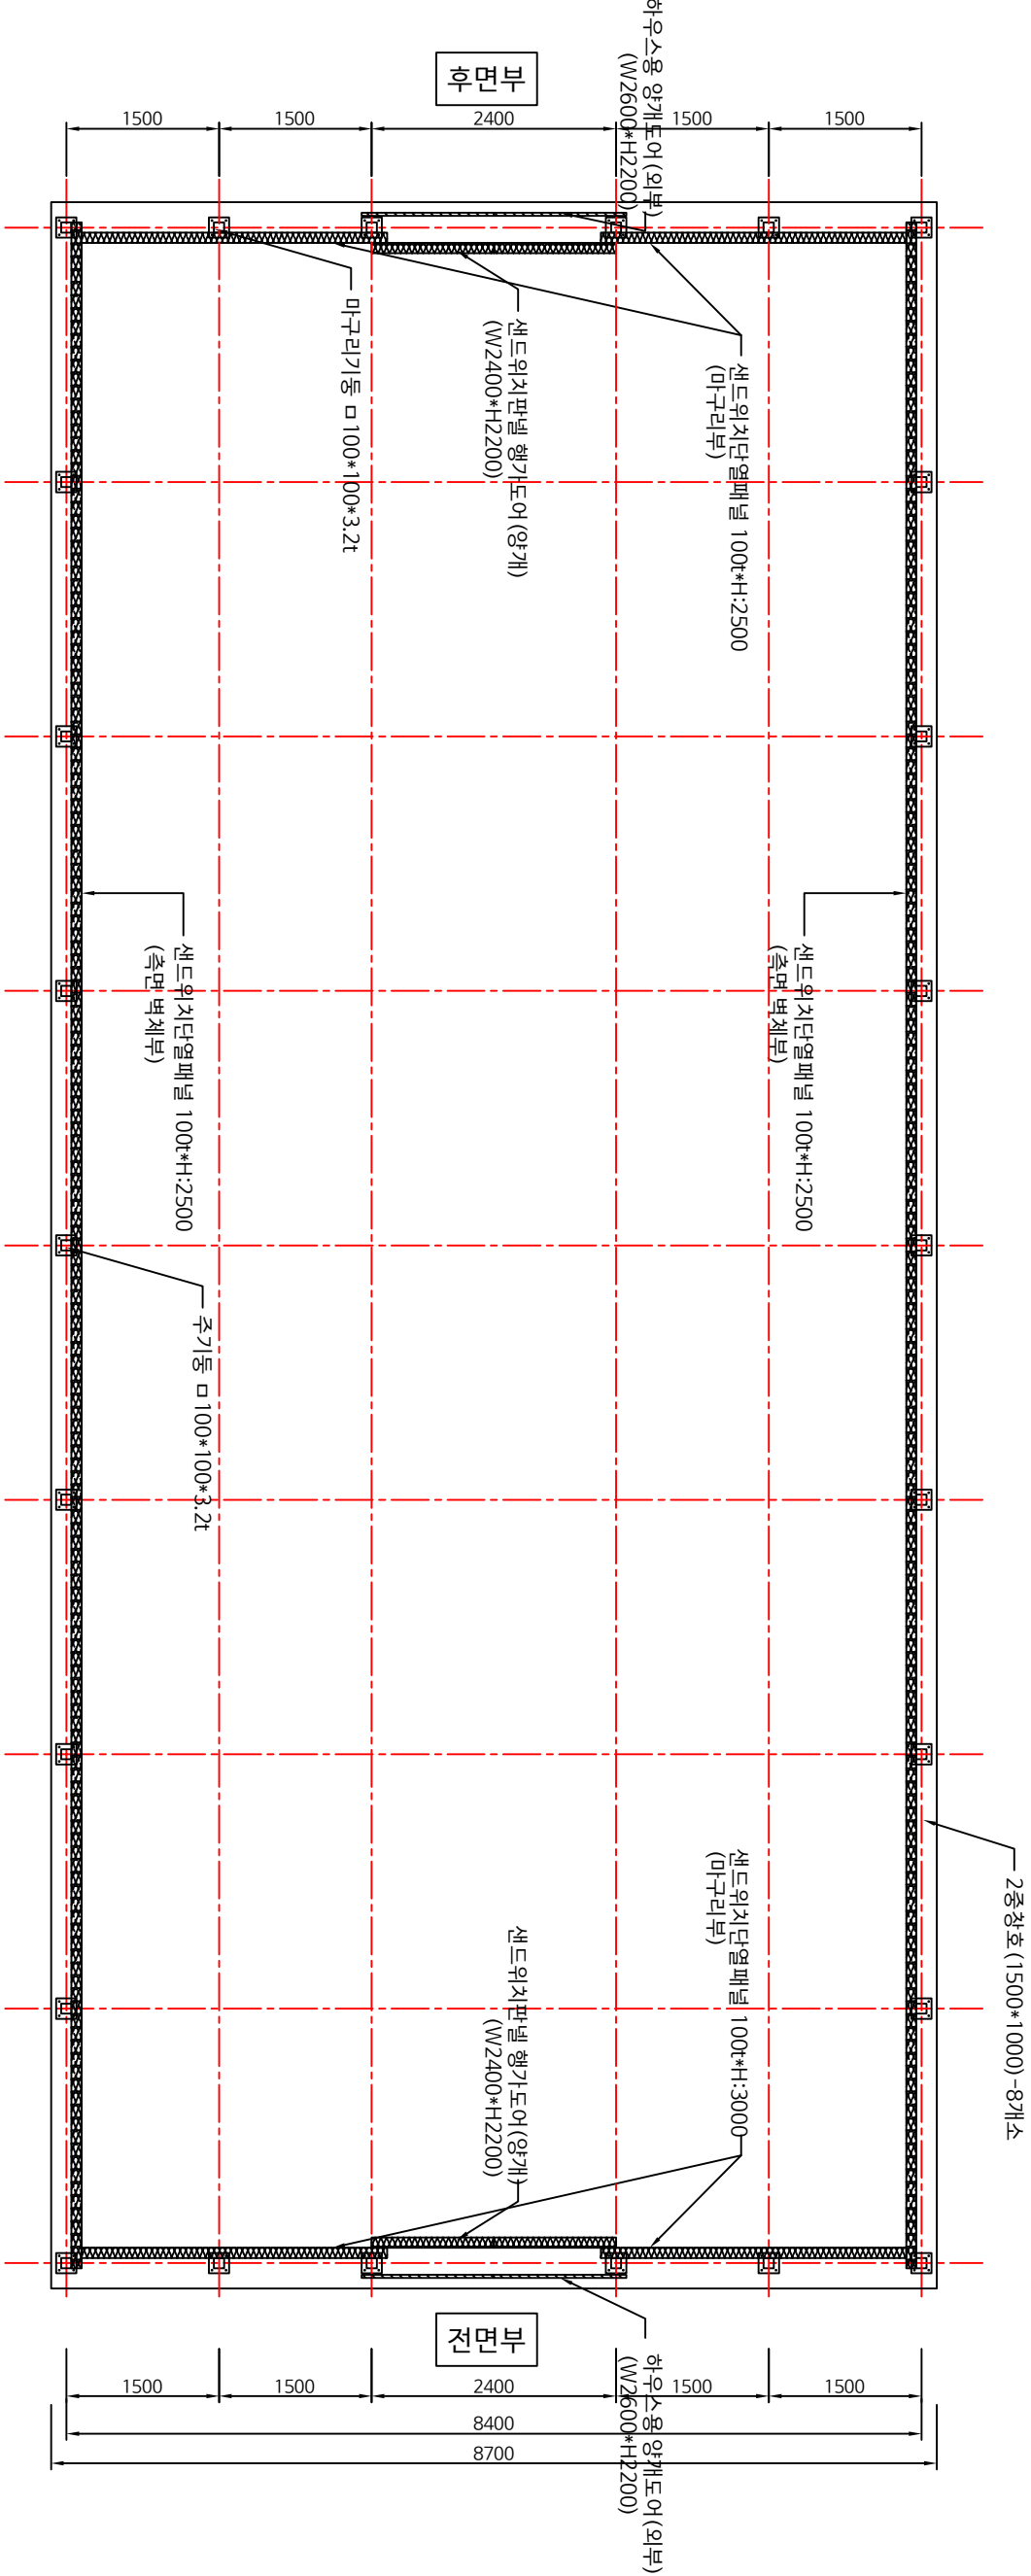 하우스용 양개도어(외부)
(W2600*H2200)
후면부
1500
1500
2400
1500
1500
마구리기둥 ㅁ100*100*3.2t
샌드위치판넬 행가도어(양개)
(W2400*H2200)
샌드위치단열패널 100t*H:2500
(마구리부)
샌드위치단열패널 100t*H:2500
(측면 벽체부)
샌드위치단열패널 100t*H:2500
(측면 벽체부)
주기둥 ㅁ100*100*3.2t
2중창호(1500*1000)-8개소
샌드위치단열패널 100t*H:3000
(마구리부)
샌드위치판넬 행가도어(양개)
(W2400*H2200)
전면부
하우스용 양개도어(외부)
(W2600*H2200)
1500
1500
2400
1500
1500
8400
8700